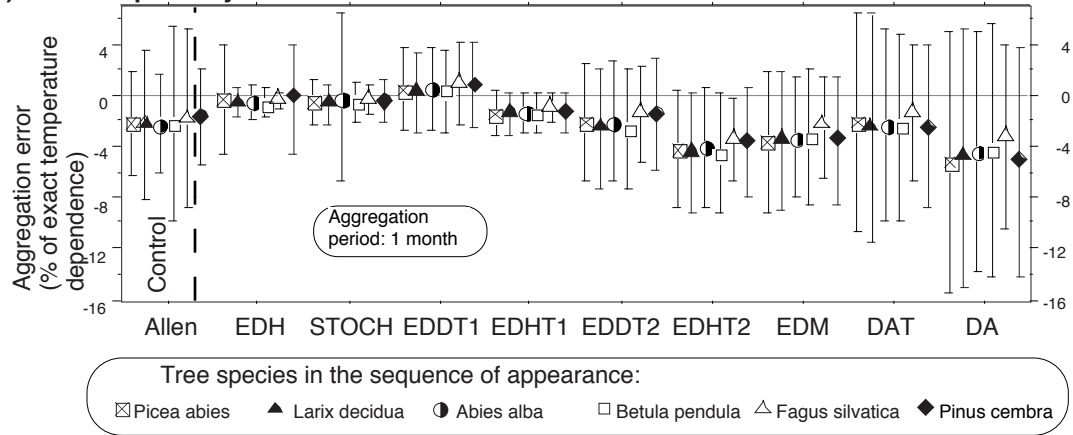 4
0
-4
-8
-12
-16
Aggregation error
(% of exact temperature
dependence)
Control
Aggregation
period: 1 month
4
0
-4
-8
-12
-16
Allen EDH STOCH EDDT1 EDHT1 EDDT2 EDHT2 EDM DAT DA
Tree species in the sequence of appearance:
Picea abies Larix decidua Abies alba Betula pendula Fagus silvatica Pinus cembra